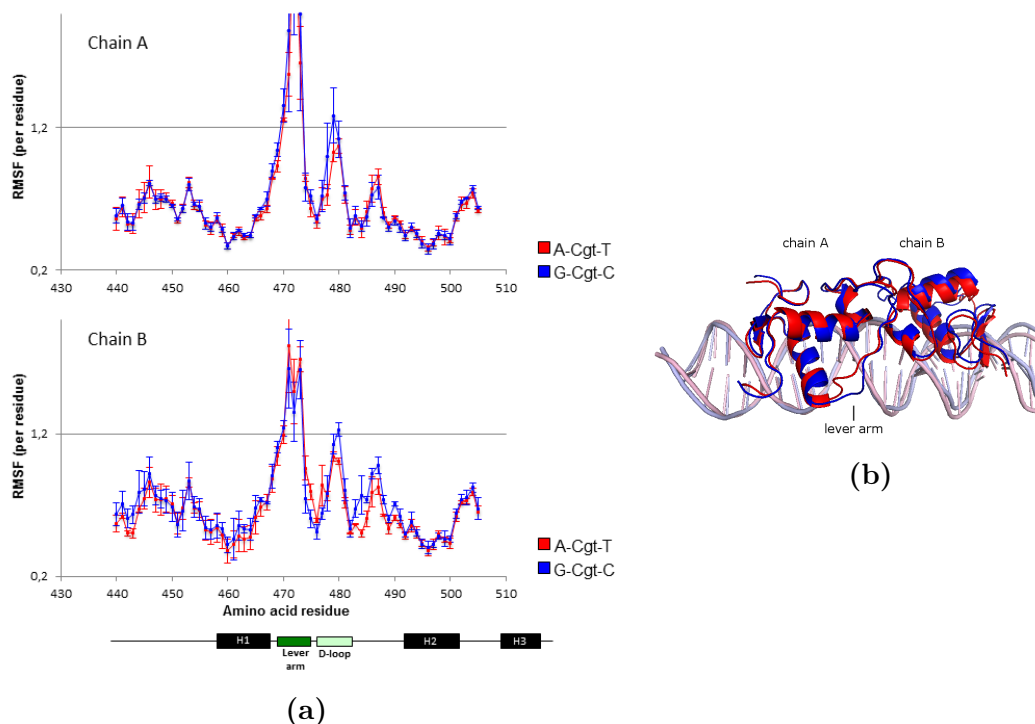 Chain A
RMSF (per residue)
1,2
0,2
430 440 450 460 470 480 490 500 510
A-Cgt-T
G-Cgt-C
Chain B
RMSF (per residue)
1,2
0,2
430 440 450 460 470 480 490 500 510
Amino acid residue
A-Cgt-T
G-Cgt-C
H1 H2 H3
Lever arm
D-loop
(a)
chain A chain B
lever arm
(b)